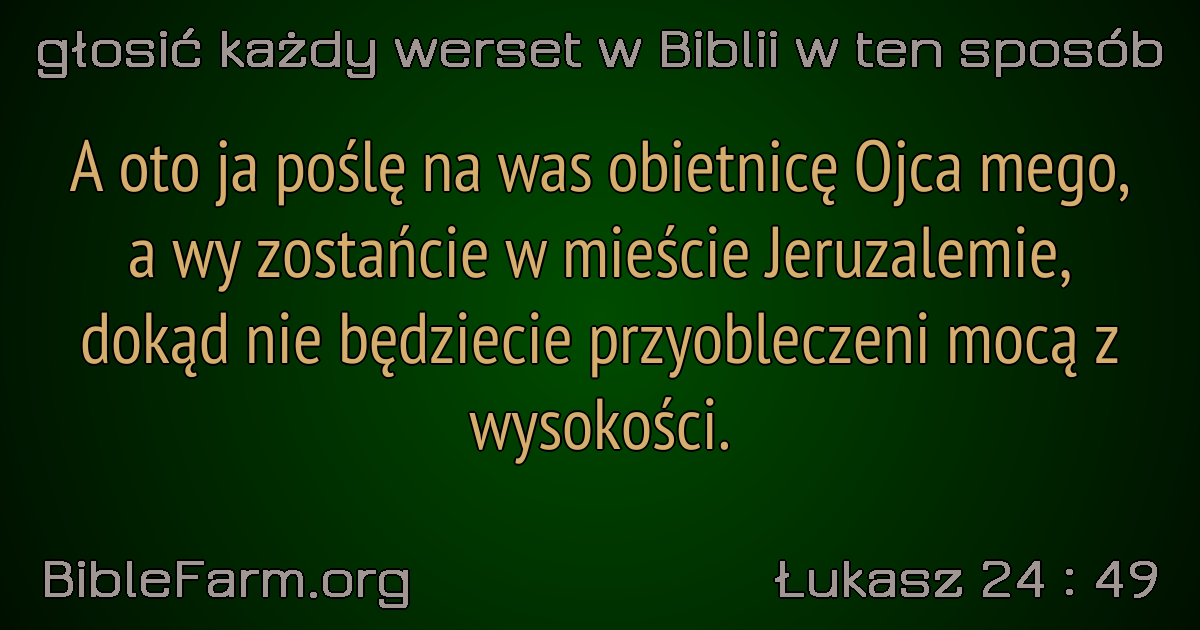 głosić każdy werset w Biblii w ten sposób
A oto ja poślę na was obietnicę Ojca mego,
a wy zostańcie w mieście Jeruzalemie,
dokąd nie będziecie przyobleczeni mocą z
wysokości.
BibleFarm.org
Łukasz 24 : 49